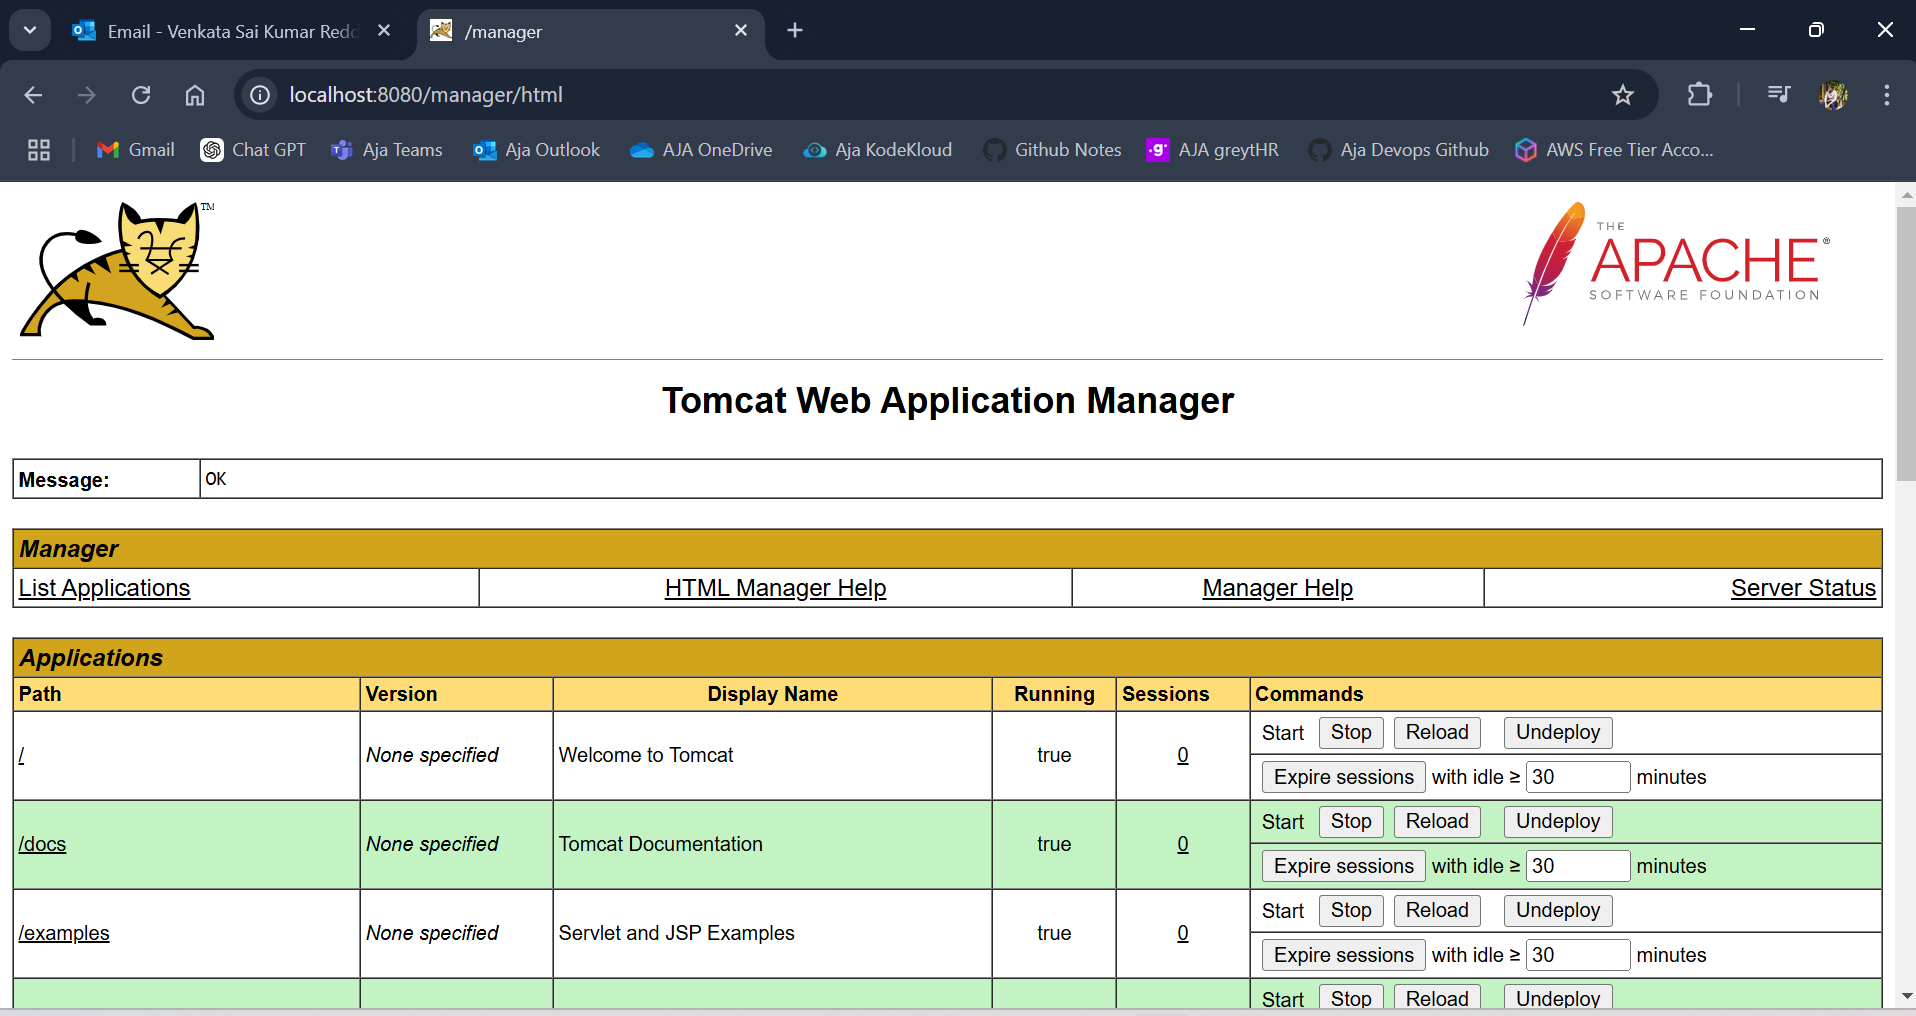 Email - Venkata Sai Kumar Redd
/manager
localhost:8080/manager/html
Gmail
Chat GPT
Aja Teams
Aja Outlook
AJA OneDrive
Aja KodeKloud
Github Notes
.g.
AJA greytHR
Aja Devops Github
AWS Free Tier Acco...
TM
THE
APACHE®
SOFTWARE FOUNDATION
Tomcat Web Application Manager
Message: OK
Manager
List Applications HTML Manager Help Manager Help Server Status
Applications
Path Version Display Name Running Sessions Commands
/ None specified Welcome to Tomcat true 0
Start Stop Reload Undeploy
Expire sessions with idle ≥ 30 minutes
/docs None specified Tomcat Documentation true 0
Start Stop Reload Undeploy
Expire sessions with idle ≥ 30 minutes
/examples None specified Servlet and JSP Examples true 0
Start Stop Reload Undeploy
Expire sessions with idle ≥ 30 minutes
Start Stop Reload Undeploy